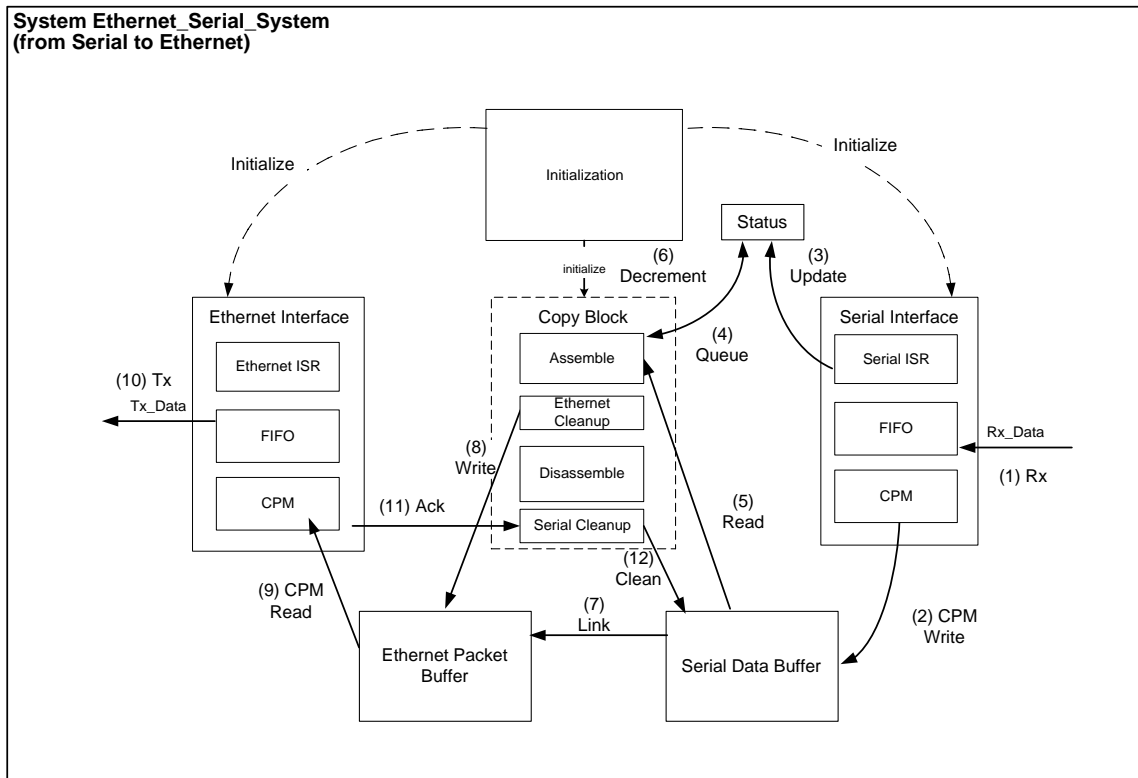 System Ethernet_Serial_System
(from Serial to Ethernet)
Initialize
Initialization
Initialize
Status
(6)
Decrement
(3)
Update
initialize
Ethernet Interface
Copy Block
Serial Interface
(4)
Queue
Ethernet ISR
Assemble
Serial ISR
(10) Tx
Tx_Data
FIFO
Ethernet
Cleanup
FIFO
Rx_Data
(1) Rx
(8)
Write
Disassemble
CPM
CPM
(11) Ack
(5)
Read
Serial Cleanup
(12)
Clean
(9) CPM
Read
(7)
Link
(2) CPM
Write
Ethernet Packet
Buffer
Serial Data Buffer